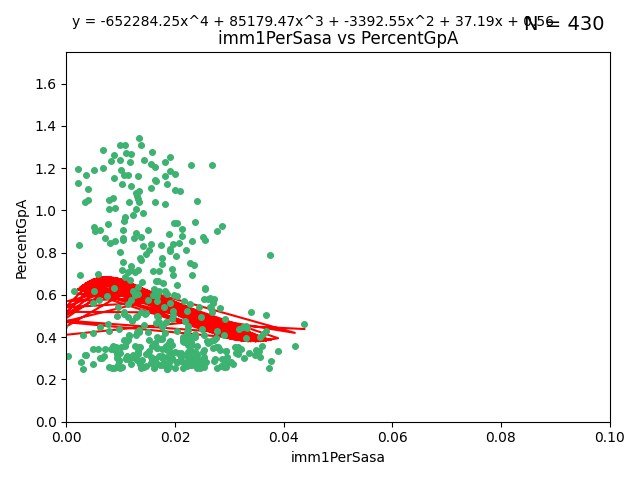 y = -652284.25x^4 + 85179.47x^3 + -3392.55x^2 + 37.19x + 0.56
N = 430
imm1PerSasa vs PercentGpA
PercentGpA
1.6
1.4
1.2
1.0
0.8
0.6
0.4
0.2
0.0
0.00 0.02 0.04 0.06 0.08 0.10
imm1PerSasa